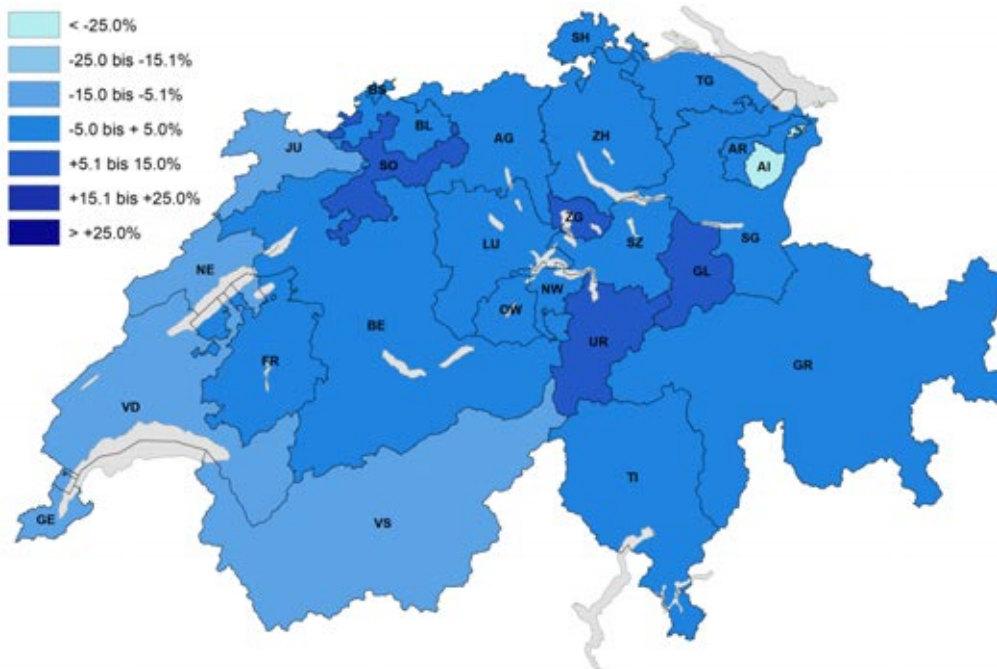 < -25.0%
-25.0 bis -15.1%
-15.0 bis -5.1%
-5.0 bis + 5.0%
+5.1 bis 15.0%
+15.1 bis +25.0%
> +25.0%
SH
BS
BL
TG
JU
SO
AG
ZH
AR
AI
ZG
LU
SZ
SG
NE
GL
NW
OW
BE
UR
FR
GR
VD
TI
GE
VS